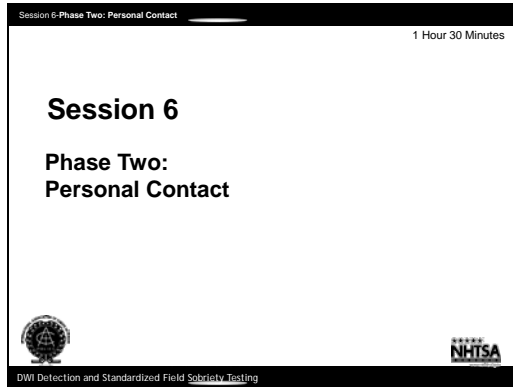 Session 6-Phase Two: Personal Contact
1 Hour 30 Minutes
Session 6
Phase Two:
Personal Contact
NHTSA
DWI Detection and Standardized Field Sobriety Testing